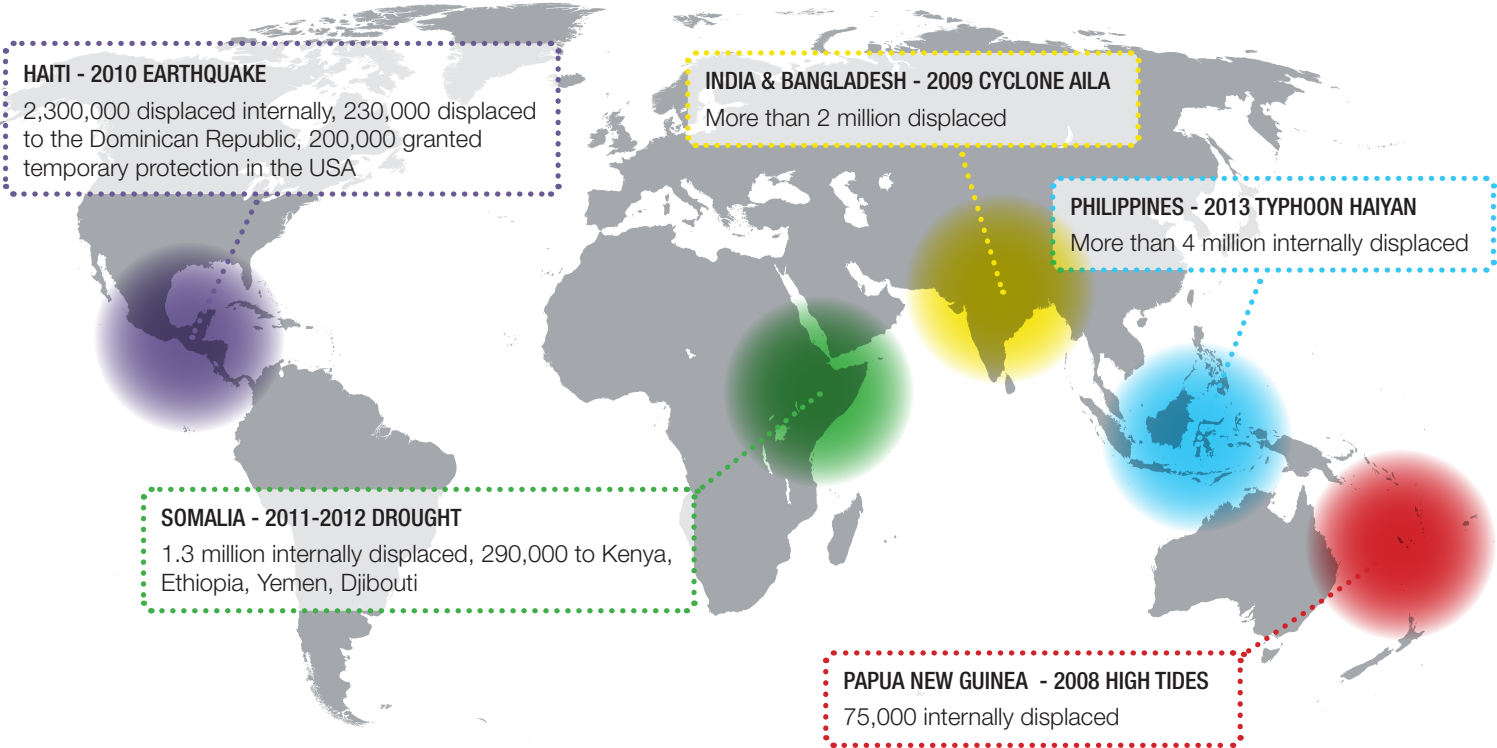 HAITI - 2010 EARTHQUAKE
2,300,000 displaced internally, 230,000 displaced
to the Dominican Republic, 200,000 granted
temporary protection in the USA
INDIA & BANGLADESH - 2009 CYCLONE AILA
More than 2 million displaced
PHILIPPINES - 2013 TYPHOON HAIYAN
More than 4 million internally displaced
SOMALIA - 2011-2012 DROUGHT
1.3 million internally displaced, 290,000 to Kenya,
Ethiopia, Yemen, Djibouti
PAPUA NEW GUINEA - 2008 HIGH TIDES
75,000 internally displaced